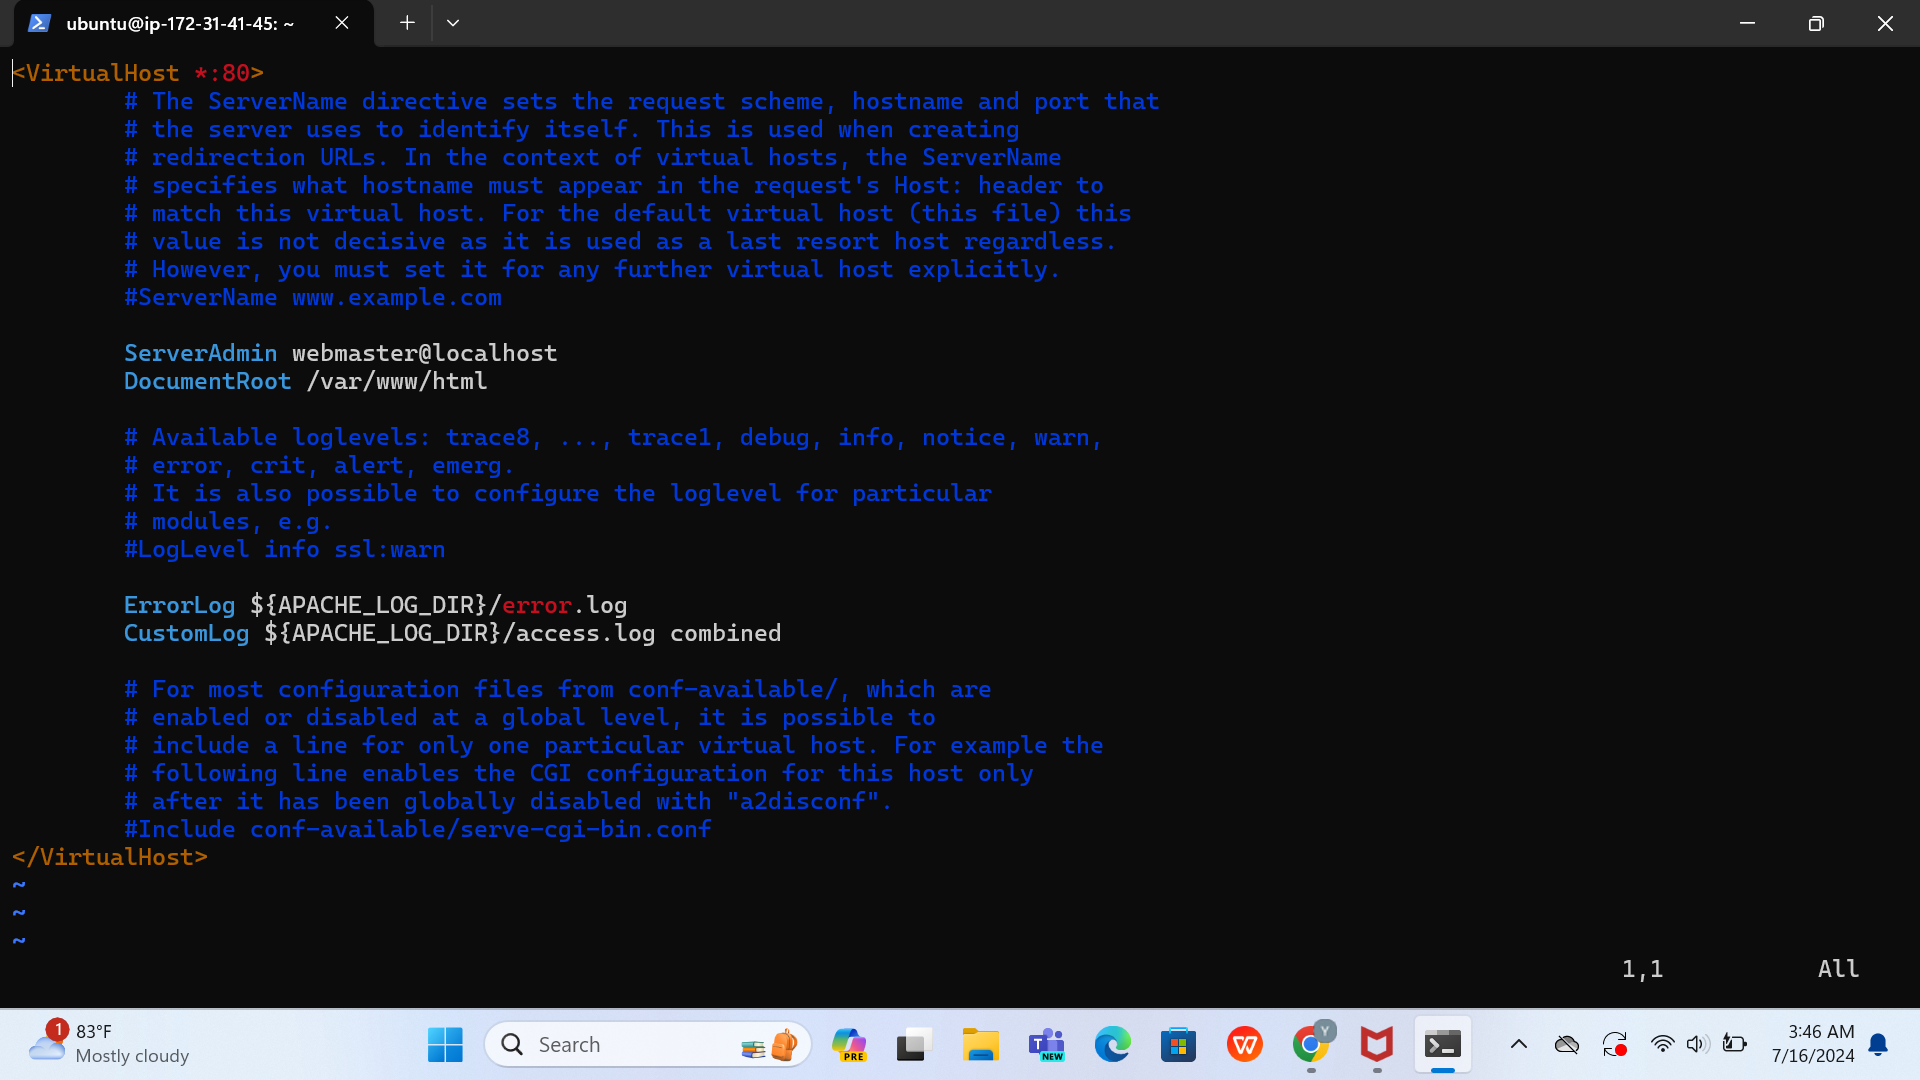 ubuntu@ip-172-31-41-45: ~
<VirtualHost *:80>
# The ServerName directive sets the request scheme, hostname and port that
# the server uses to identify itself. This is used when creating
# redirection URLs. In the context of virtual hosts, the ServerName
# specifies what hostname must appear in the request's Host: header to
# match this virtual host. For the default virtual host (this file) this
# value is not decisive as it is used as a last resort host regardless.
# However, you must set it for any further virtual host explicitly.
#ServerName www.example.com
ServerAdmin webmaster@localhost
DocumentRoot /var/www/html
# Available loglevels: trace8, ..., trace1, debug, info, notice, warn,
# error, crit, alert, emerg.
# It is also possible to configure the loglevel for particular
# modules, e.g.
#LogLevel info ssl:warn
ErrorLog ${APACHE_LOG_DIR}/error.log
CustomLog ${APACHE_LOG_DIR}/access.log combined
# For most configuration files from conf-available/, which are
# enabled or disabled at a global level, it is possible to
# include a line for only one particular virtual host. For example the
# following line enables the CGI configuration for this host only
# after it has been globally disabled with "a2disconf".
#Include conf-available/serve-cgi-bin.conf
</VirtualHost>
~
~
~
1,1 All
1
83°F
Mostly cloudy
Search
PRE
T
NEW
W
Y
3:46 AM
7/16/2024